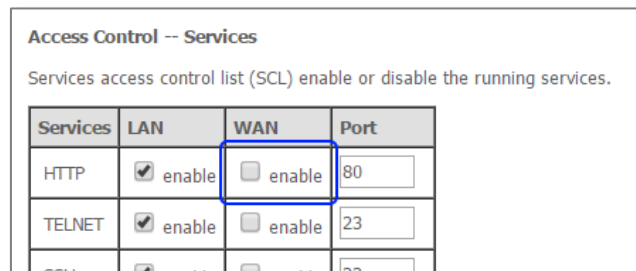 Access Control -- Services
Services access control list (SCL) enable or disable the running services.
Services LAN WAN Port
HTTP enable enable 80
TELNET enable enable 23